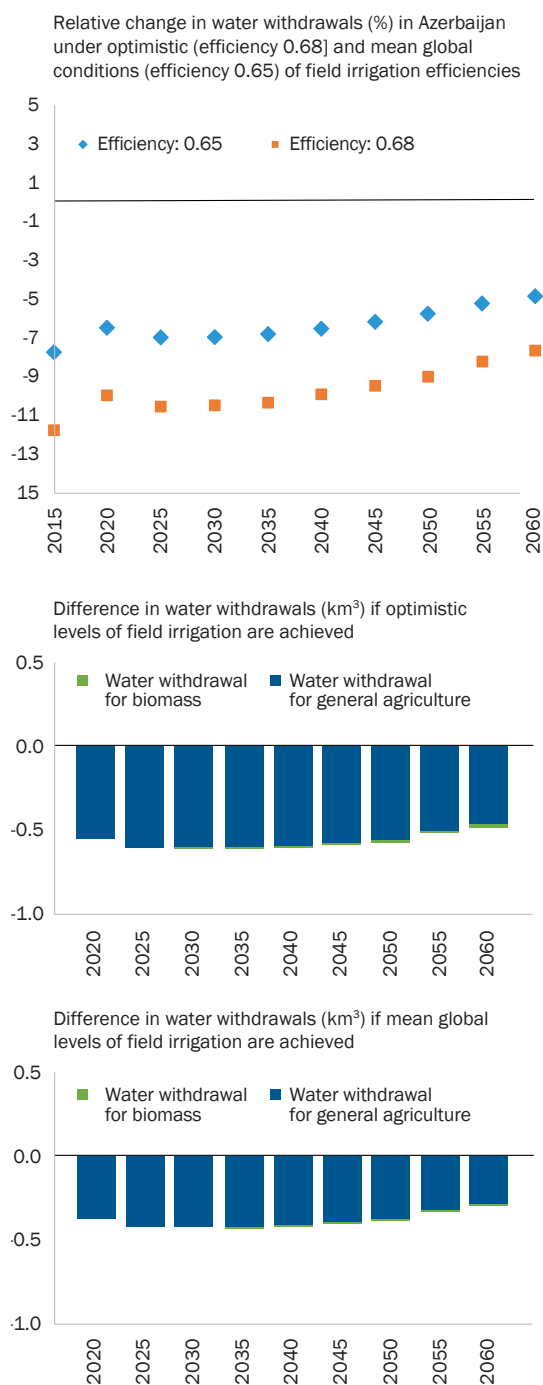 Relative change in water withdrawals (%) in Azerbaijan
under optimistic (efficiency 0.68] and mean global
conditions (efficiency 0.65) of field irrigation efficiencies
5
3
Efficiency: 0.65 Efficiency: 0.68
1
-1
-3
-5
-7
-9
-11
-13
15
2015 2020 2025 2030 2035 2040 2045 2050 2055 2060
Difference in water withdrawals (km³) if optimistic
levels of field irrigation are achieved
0.5
Water withdrawal Water withdrawal
for biomass for general agriculture
0.0
-0.5
-1.0
2020 2025 2030 2035 2040 2045 2050 2055 2060
Difference in water withdrawals (km³) if mean global
levels of field irrigation are achieved
0.5
Water withdrawal Water withdrawal
for biomass for general agriculture
0.0
-0.5
-1.0
2020 2025 2030 2035 2040 2045 2050 2055 2060